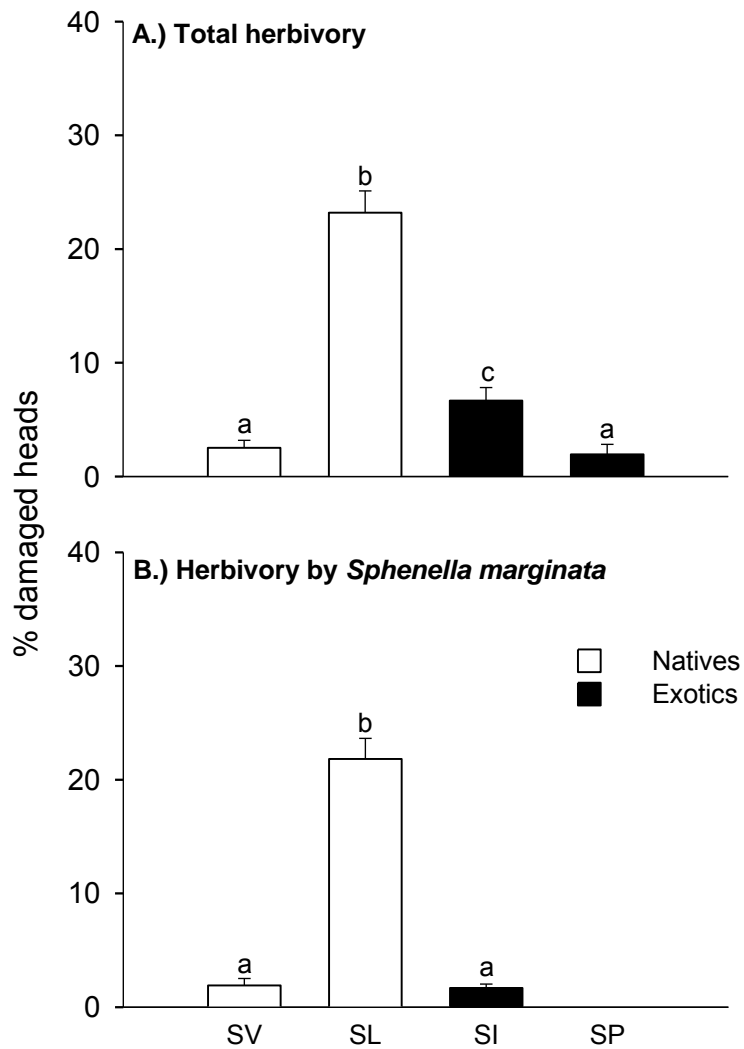 40
A.) Total herbivory
30
b
20
10
c
a
a
0
% damaged heads
40
B.) Herbivory by Sphenella marginata
30
Natives
Exotics
b
20
10
a
a
0
SV SL SI SP